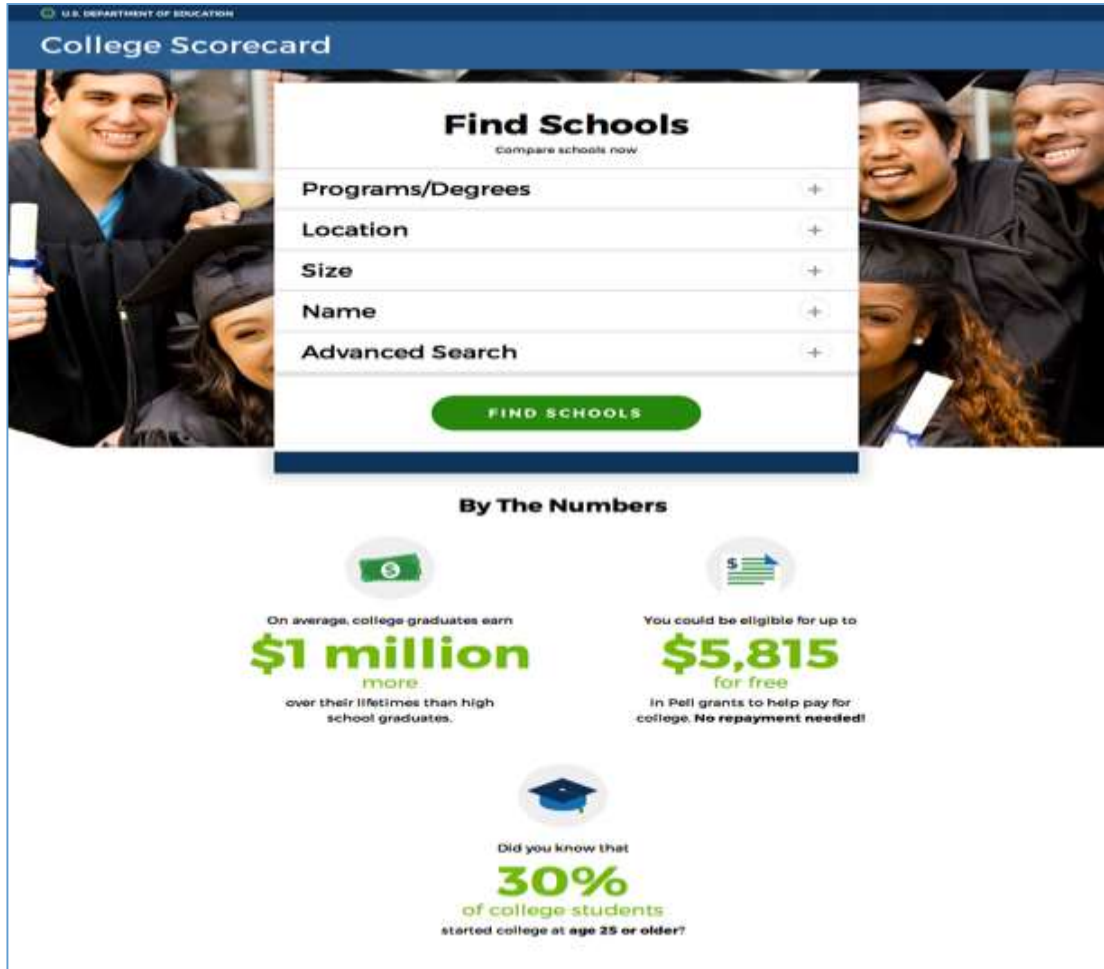 U.S. DEPARTMENT OF EDUCATION
College Scorecard
Find Schools
Compare schools now
Programs/Degrees
Location
Size
Name
Advanced Search
FIND SCHOOLS
By The Numbers
On average, college graduates earn
$1 million
more
over their lifetimes than high
school graduates.
$
You could be eligible for up to
$5,815
for free
in Pell grants to help pay for
college. No repayment needed!
Did you know that
30%
of college students
started college at age 25 or older?